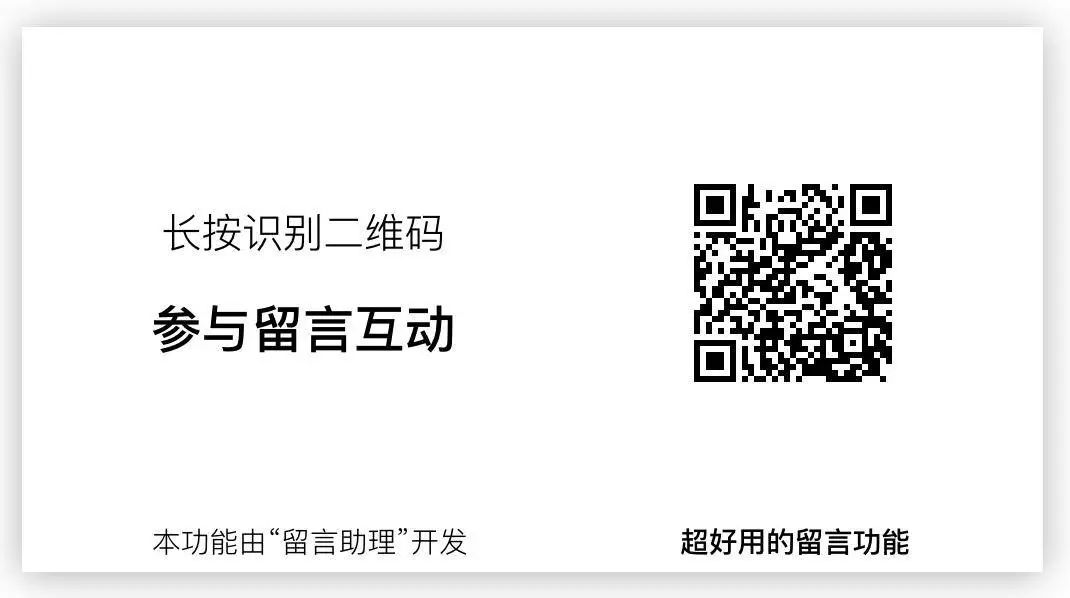 长按识别二维码
参与留言互动
本功能由“留言助理”开发
超好用的留言功能